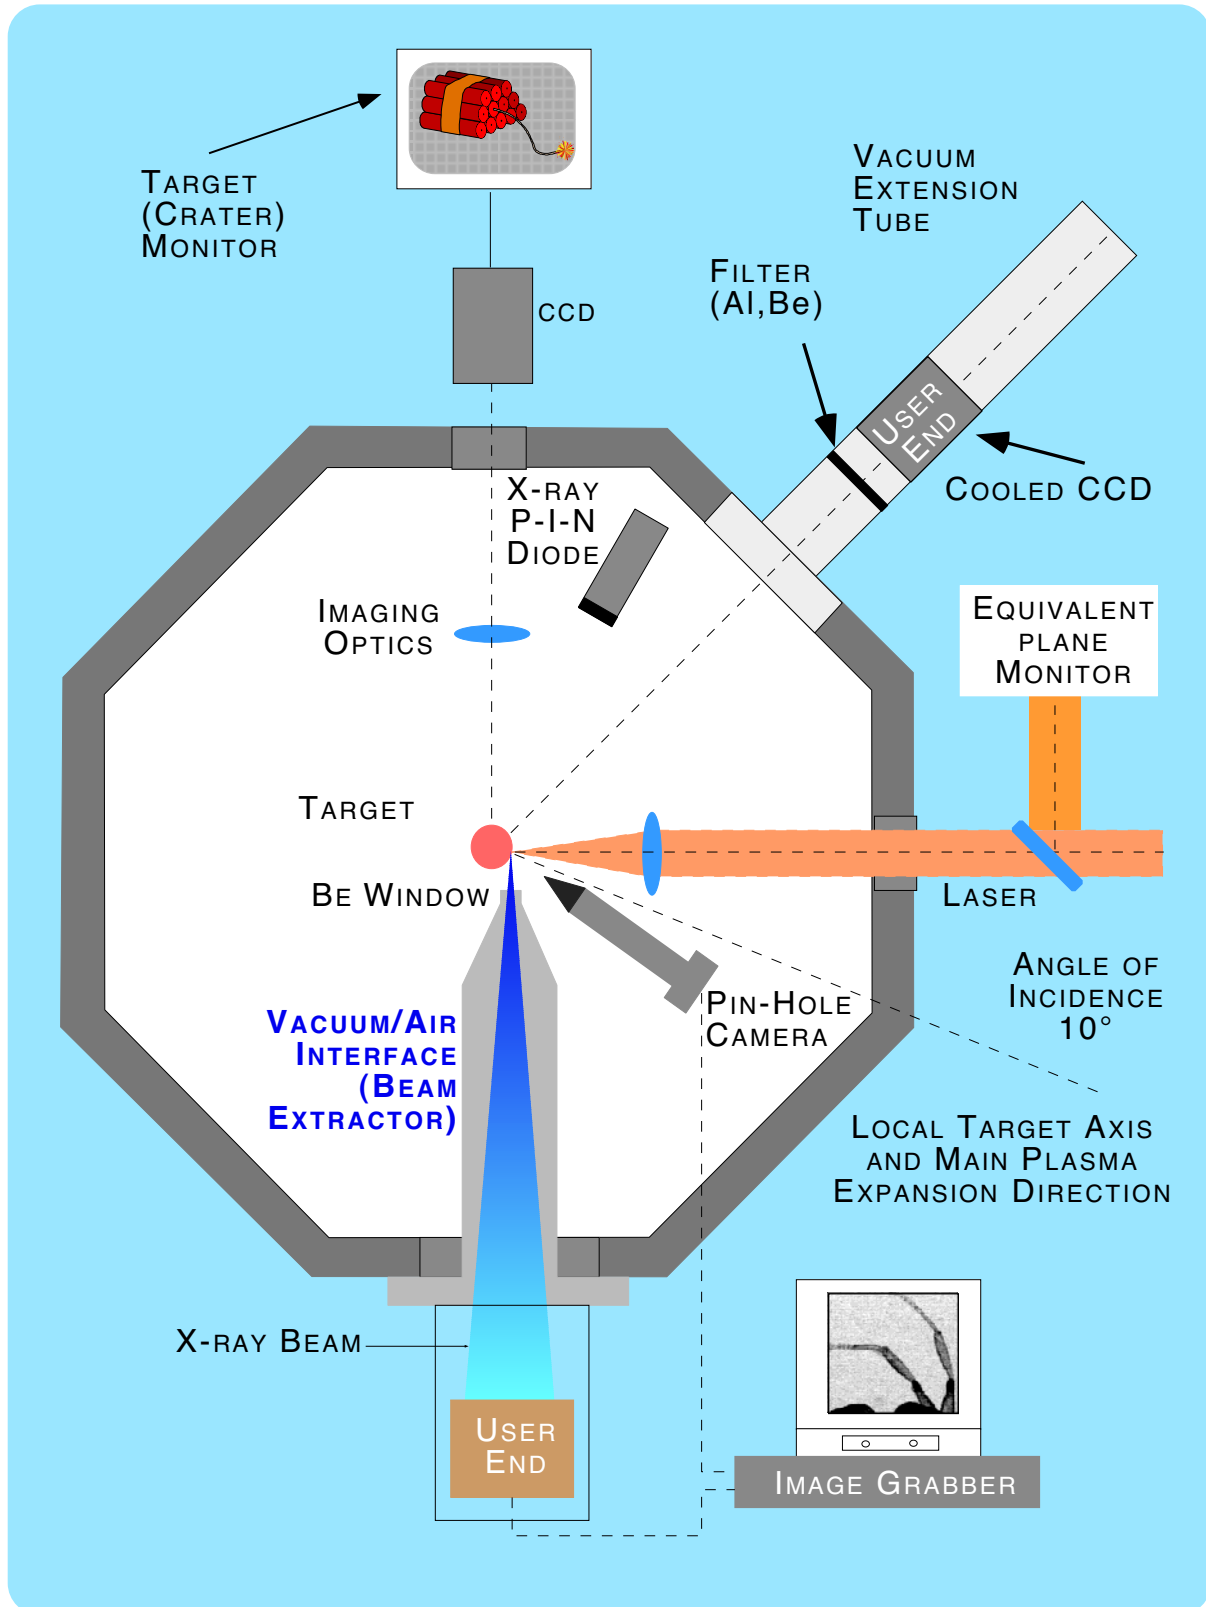 Target
(Crater)
Monitor
CCD
Vacuum
Extension
Tube
Filter
(Al,Be)
User
End
Cooled CCD
X-ray
P-I-N
Diode
Imaging
Optics
Equivalent
plane
Monitor
Target
Be Window
Laser
Angle of
Incidence
10°
Pin-Hole
Camera
Vacuum/Air
Interface
(Beam
Extractor)
Local Target Axis
and Main Plasma
Expansion Direction
X-ray Beam
User
End
Image Grabber